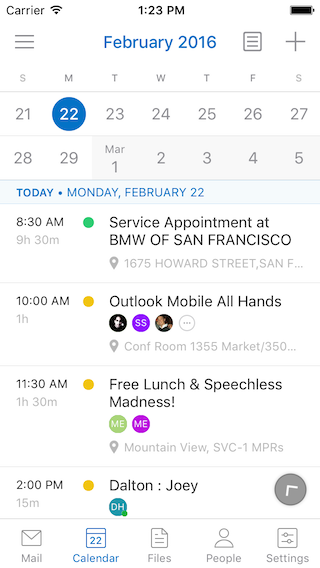 Carrier 1:23 PM
February 2016
S M T W T F S
21 22 23 24 25 26 27
Mar
28 29 1 2 3 4 5
TODAY • MONDAY, FEBRUARY 22
8:30 AM Service Appointment at
9h 30m BMW OF SAN FRANCISCO
1675 HOWARD STREET,SAN F...
10:00 AM Outlook Mobile All Hands
1h SS
Conf Room 1355 Market/350...
11:30 AM Free Lunch & Speechless
1h 30m Madness!
ME ME
Mountain View, SVC-1 MPRs
2:00 PM Dalton : Joey
15m DH
22
Mail Calendar Files People Settings